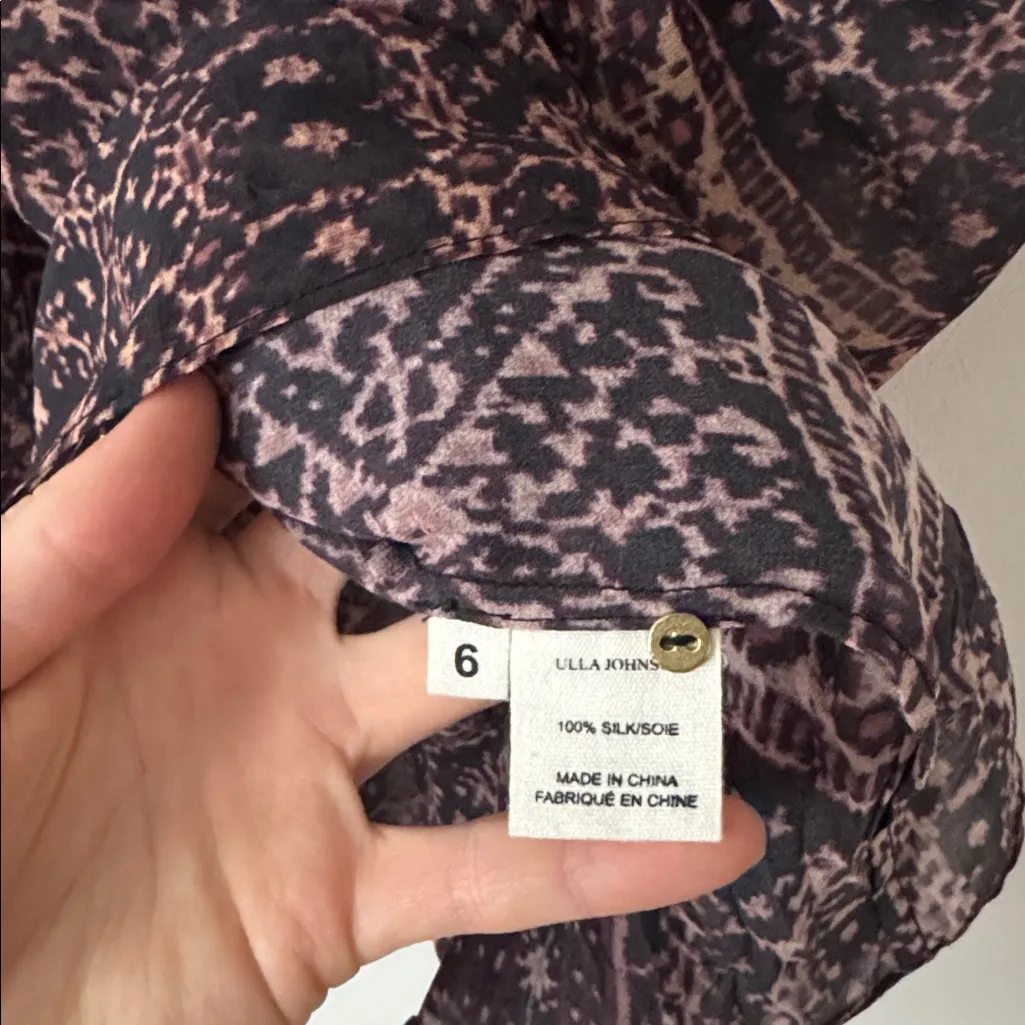 6
ULLA JOHNS
100% SILK/SOIE
MADE IN CHINA
FABRIQUÉ EN CHINE